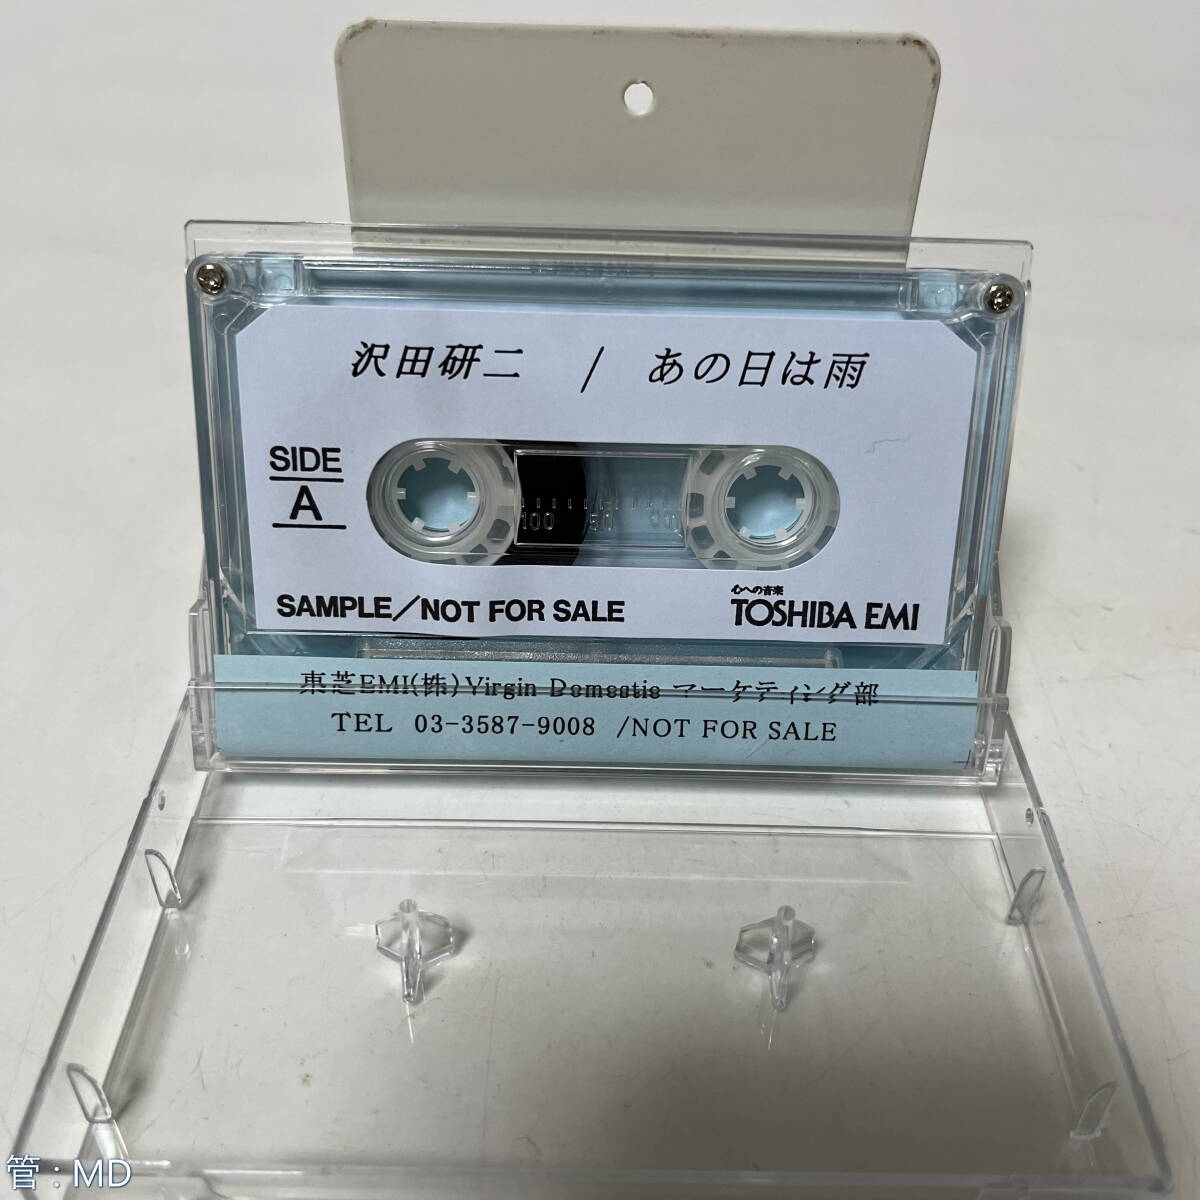 沢田研二 / あの日は雨
SIDE
A
100 50 0
SAMPLE/NOT FOR SALE
心への音楽
TOSHIBA EMI
東芝EMI(株)Virgin Domestic マーケティング部
TEL 03-3587-9008 /NOT FOR SALE
管:MD